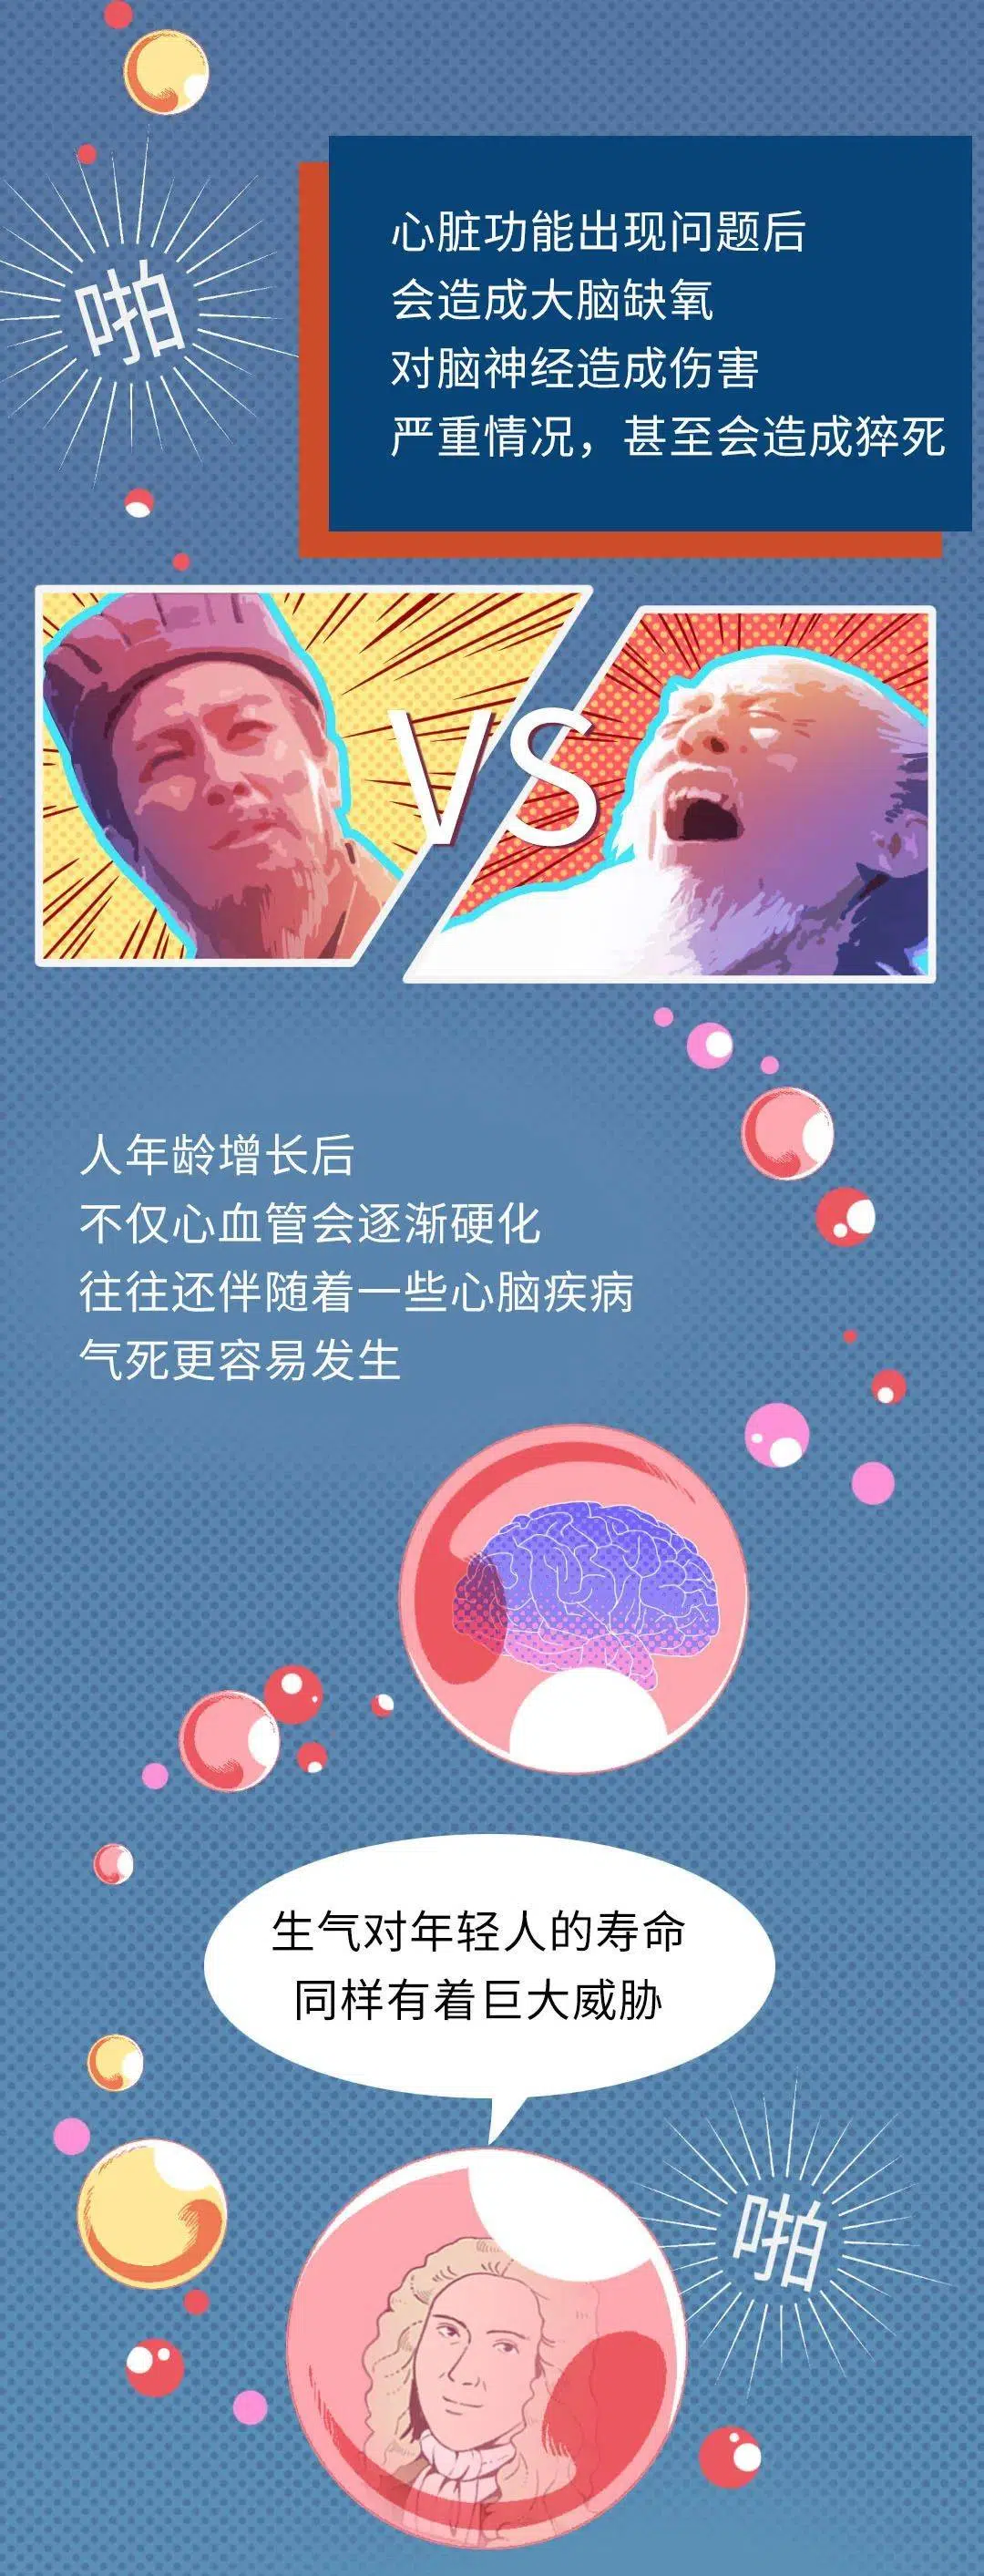 啪
心脏功能出现问题后
会造成大脑缺氧
对脑神经造成伤害
严重情况，甚至会造成猝死
VS
人年龄增长后
不仅心血管会逐渐硬化
往往还伴随着一些心脑疾病
气死更容易发生
生气对年轻人的寿命
同样有着巨大威胁
啪